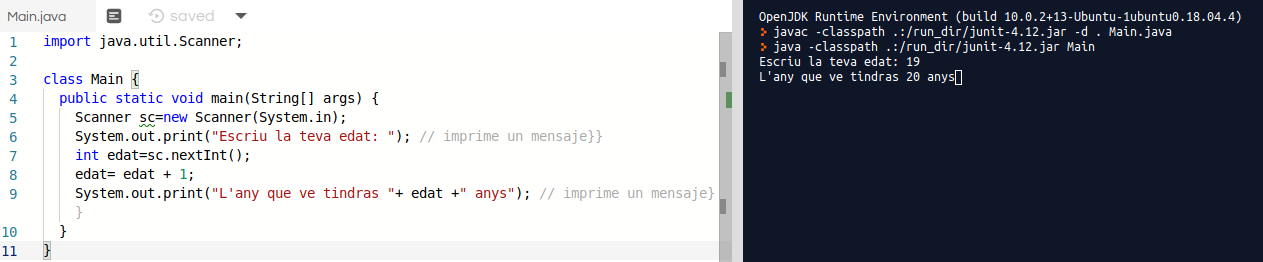 Main.java saved
1 import java.util.Scanner;
2
3 class Main {
4 public static void main(String[] args) {
5 Scanner sc=new Scanner(System.in);
6 System.out.print("Escriu la teva edat: "); // imprime un mensaje}}
7 int edat=sc.nextInt();
8 edat= edat + 1;
9 System.out.print("L'any que ve tindras "+ edat +" anys"); // imprime un mensaje}
}
10 }
11 }
OpenJDK Runtime Environment (build 10.0.2+13-Ubuntu-1ubuntu0.18.04.4)
javac -classpath .:/run_dir/junit-4.12.jar -d . Main.java
java -classpath .:/run_dir/junit-4.12.jar Main
Escriu la teva edat: 19
L'any que ve tindras 20 anys